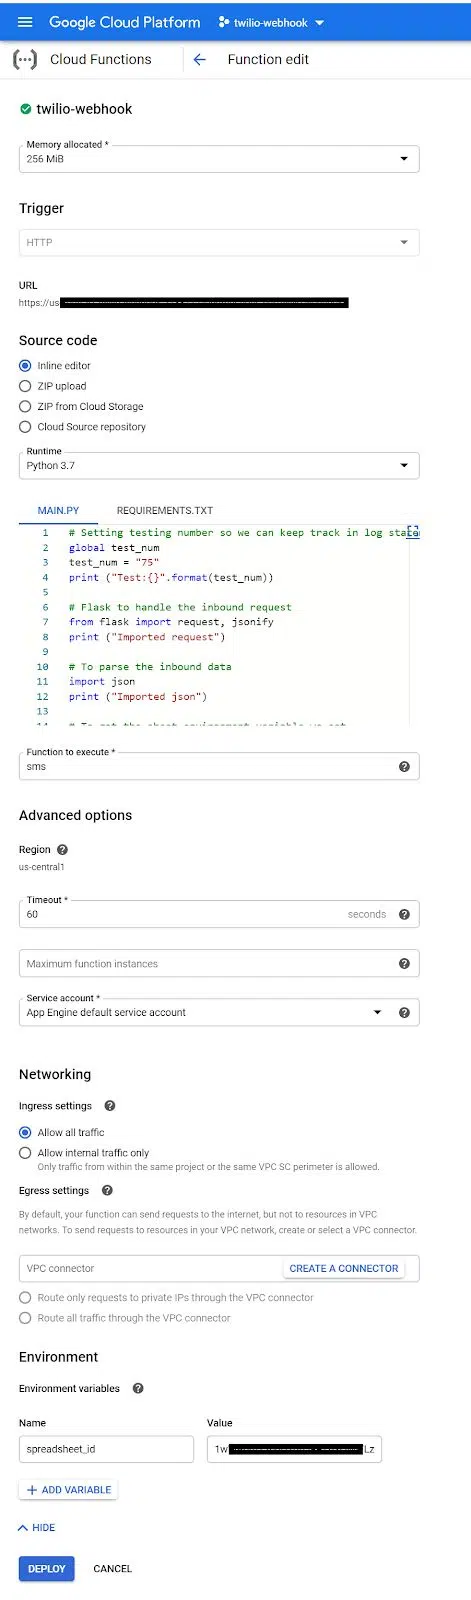 Google Cloud Platform twilio-webhook
Cloud Functions Function edit
twilio-webhook
Memory allocated *
256 MiB
Trigger
HTTP
URL
https://us
Source code
Inline editor
ZIP upload
ZIP from Cloud Storage
Cloud Source repository
Runtime
Python 3.7
MAIN.PY REQUIREMENTS.TXT
1 # Setting testing number so we can keep track in log state
2 global test_num
3 test_num = "75"
4 print ("Test:{}".format(test_num))
5
6 # Flask to handle the inbound request
7 from flask import request, jsonify
8 print ("Imported request")
9
10 # To parse the inbound data
11 import json
12 print ("Imported json")
13
14 # To get the sheet environment variable we set
Function to execute *
sms
Advanced options
Region
us-central1
Timeout *
60 seconds
Maximum function instances
Service account *
App Engine default service account
Networking
Ingress settings
Allow all traffic
Allow internal traffic only
Only traffic from within the same project or the same VPC SC perimeter is allowed.
Egress settings
By default, your function can send requests to the internet, but not to resources in VPC
networks. To send requests to resources in your VPC network, create or select a VPC connector.
VPC connector CREATE A CONNECTOR
Route only requests to private IPs through the VPC connector
Route all traffic through the VPC connector
Environment
Environment variables
Name Value
spreadsheet_id 1w Lz
+ ADD VARIABLE
HIDE
DEPLOY CANCEL